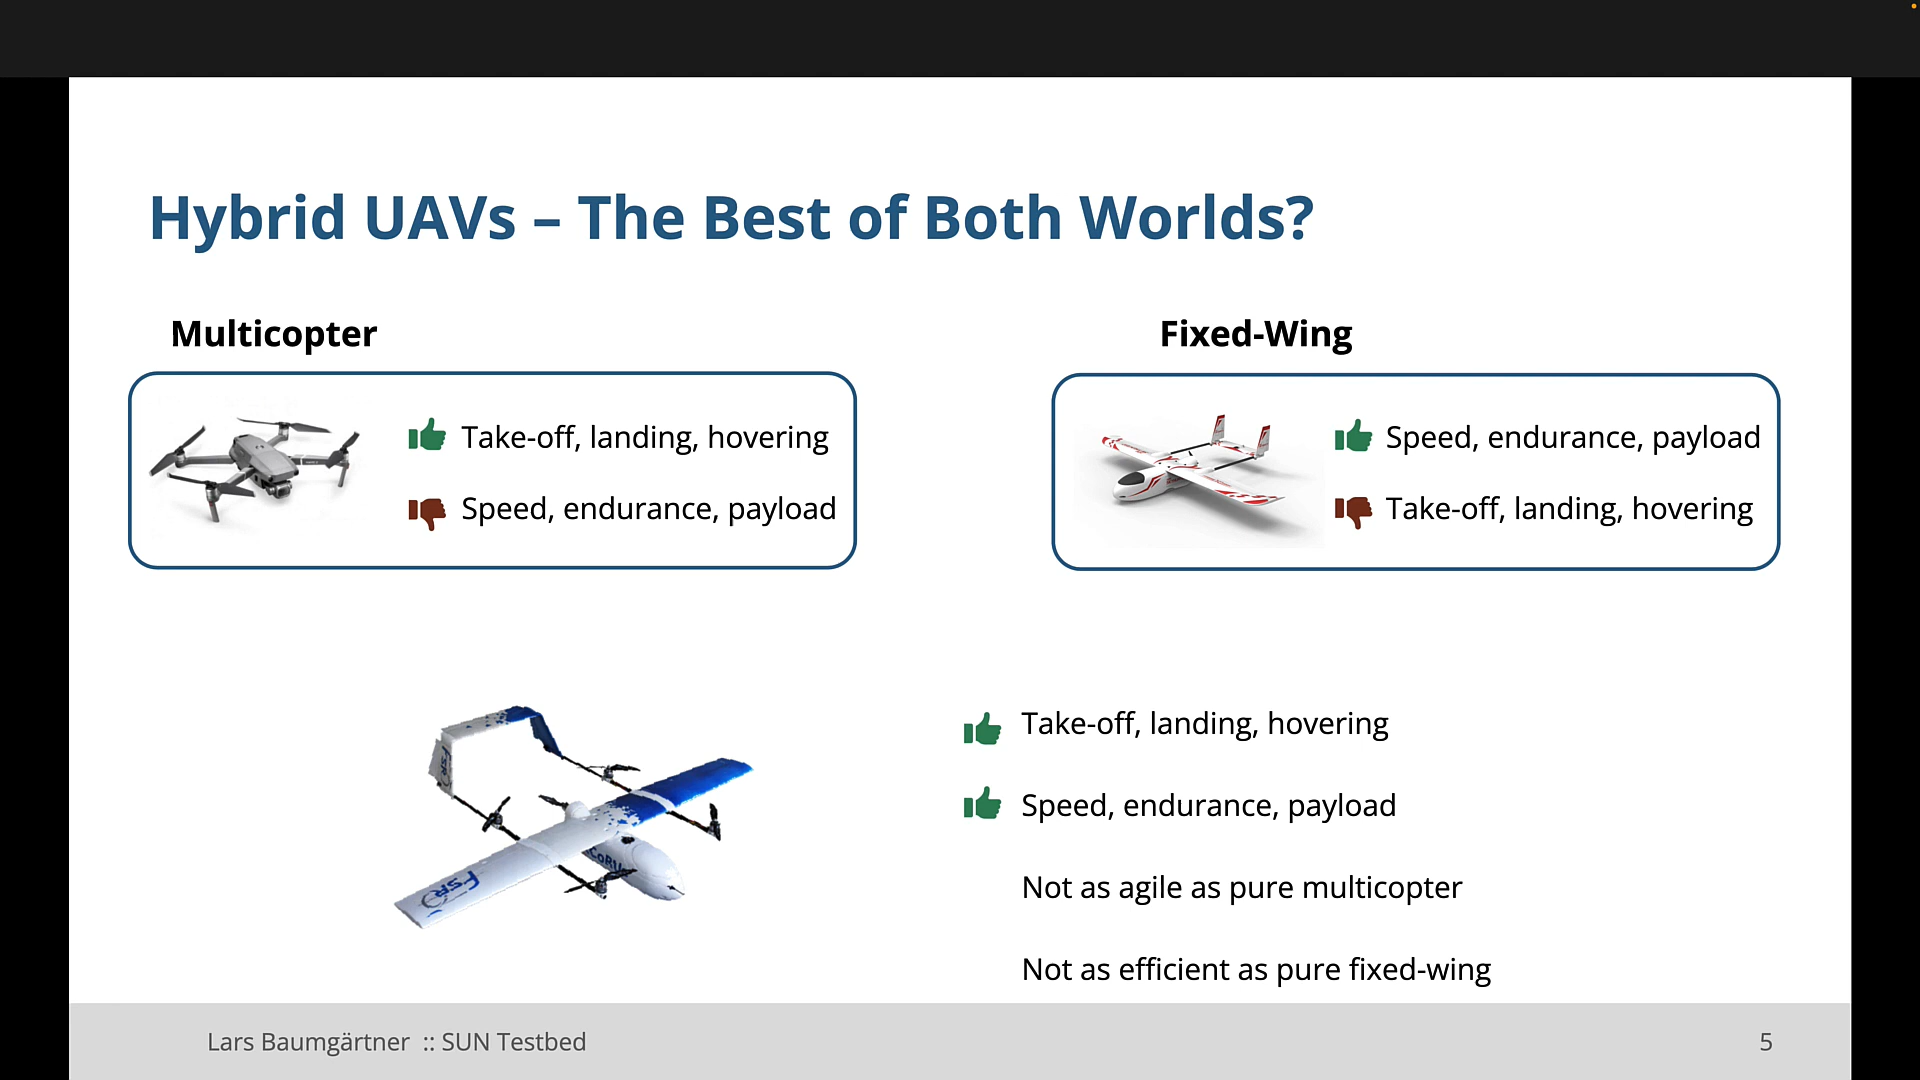 Hybrid UAVs – The Best of Both Worlds?
Multicopter
Take-off, landing, hovering
Speed, endurance, payload
Fixed-Wing
Speed, endurance, payload
Take-off, landing, hovering
FSR
FSR
Take-off, landing, hovering
Speed, endurance, payload
Not as agile as pure multicopter
Not as efficient as pure fixed-wing
Lars Baumgärtner :: SUN Testbed
5